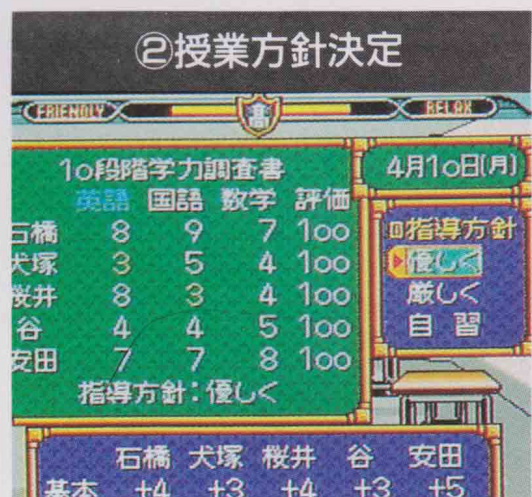 ②授業方針決定
FRIENDLY 高 RELAX
10段階学力調査書
英語 国語 数学 評価
石橋 8 9 7 100
犬塚 3 5 4 100
桜井 8 3 4 100
谷 4 4 5 100
安田 7 7 8 100
指導方針:優しく
4月10日(月)
指導方針
優しく
厳しく
自習
石橋 犬塚 桜井 谷 安田
基本 +4 +3 +4 +3 +5